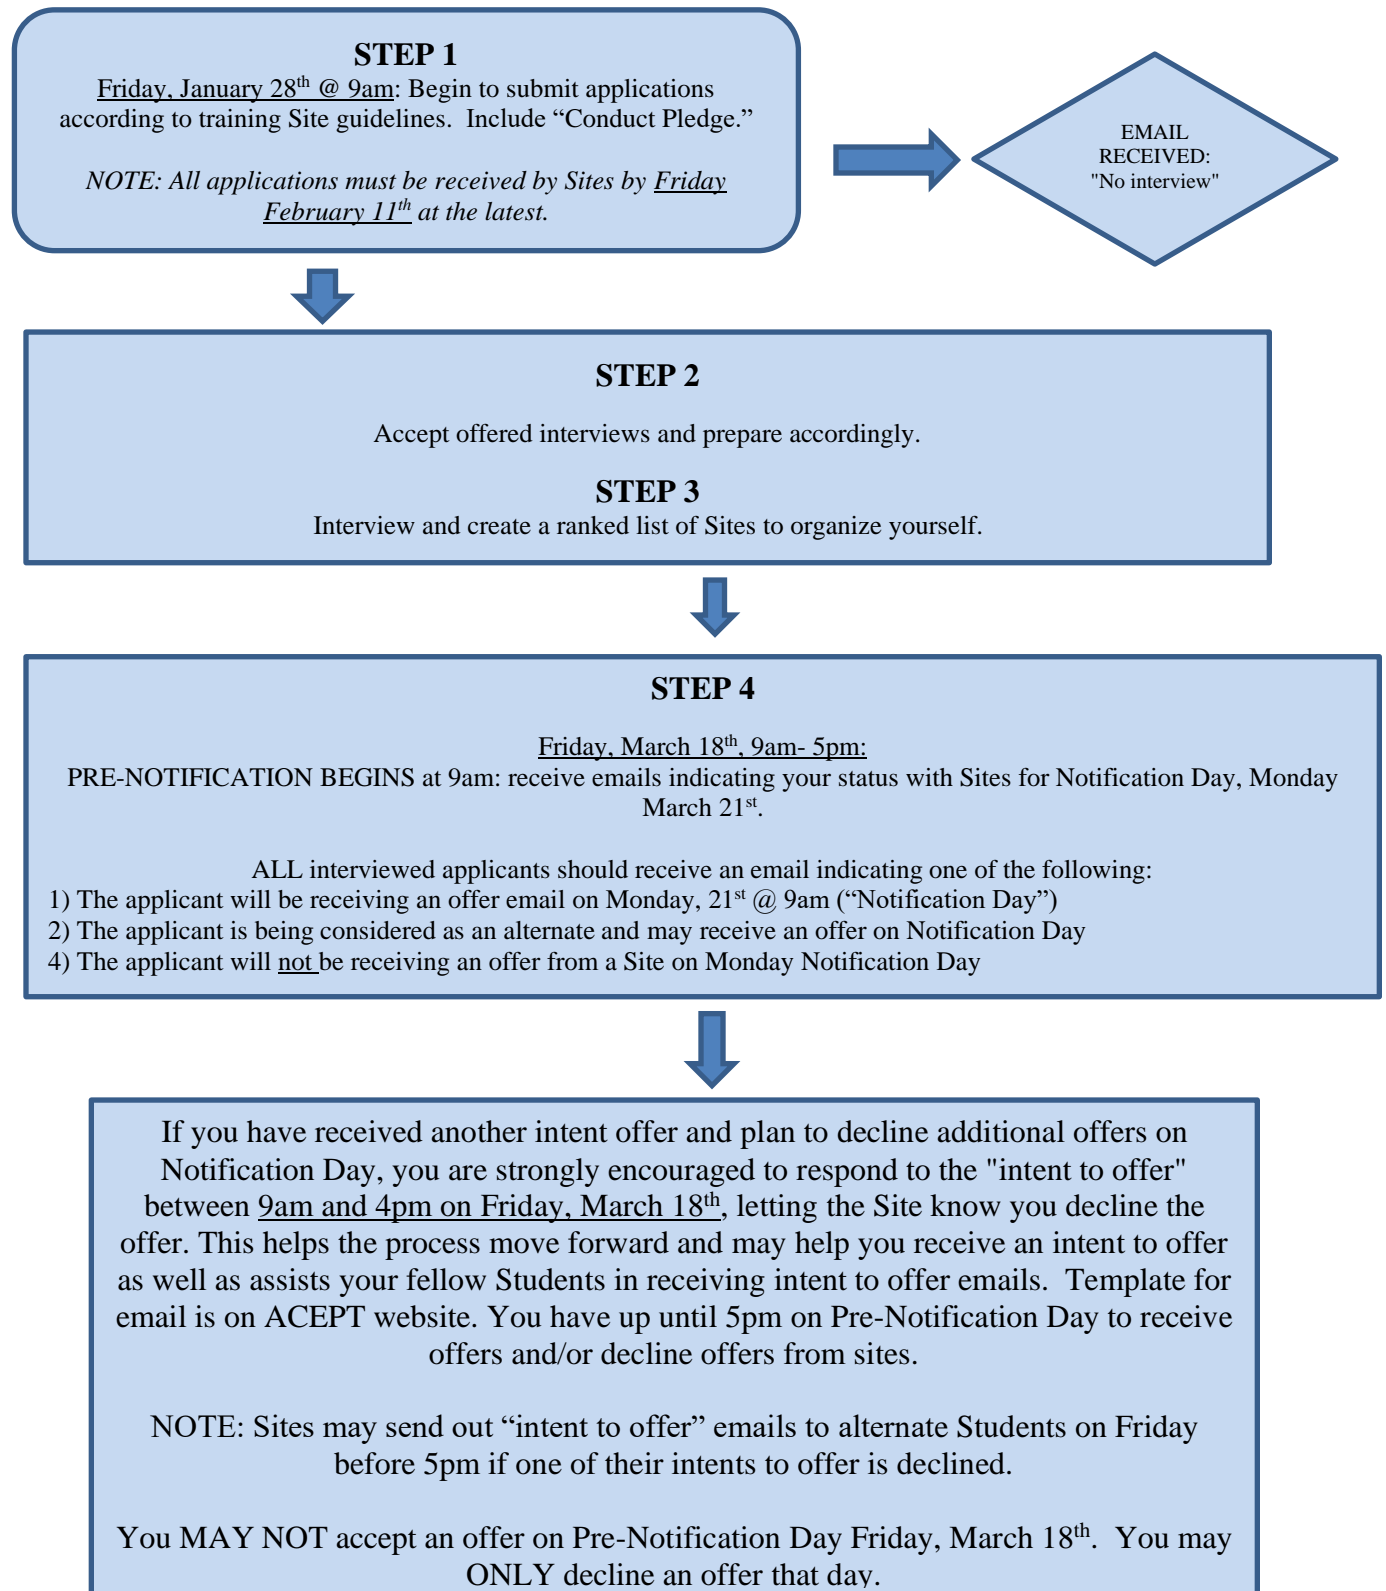 STEP 1
Friday, January 28th @ 9am: Begin to submit applications
according to training Site guidelines.  Include “Conduct Pledge.”
NOTE: All applications must be received by Sites by Friday
February 11th at the latest.
EMAIL
RECEIVED:
"No interview"
STEP 2
Accept offered interviews and prepare accordingly.
STEP 3
Interview and create a ranked list of Sites to organize yourself.
STEP 4
Friday, March 18th, 9am- 5pm:
PRE-NOTIFICATION BEGINS at 9am: receive emails indicating your status with Sites for Notification Day, Monday
March 21st.
ALL interviewed applicants should receive an email indicating one of the following:
1) The applicant will be receiving an offer email on Monday, 21st @ 9am (“Notification Day”)
2) The applicant is being considered as an alternate and may receive an offer on Notification Day
4) The applicant will not be receiving an offer from a Site on Monday Notification Day
If you have received another intent offer and plan to decline additional offers on
Notification Day, you are strongly encouraged to respond to the "intent to offer"
between 9am and 4pm on Friday, March 18th, letting the Site know you decline the
offer. This helps the process move forward and may help you receive an intent to offer
as well as assists your fellow Students in receiving intent to offer emails.  Template for
email is on ACEPT website. You have up until 5pm on Pre-Notification Day to receive
offers and/or decline offers from sites.
NOTE: Sites may send out “intent to offer” emails to alternate Students on Friday
before 5pm if one of their intents to offer is declined.
You MAY NOT accept an offer on Pre-Notification Day Friday, March 18th.  You may
ONLY decline an offer that day.